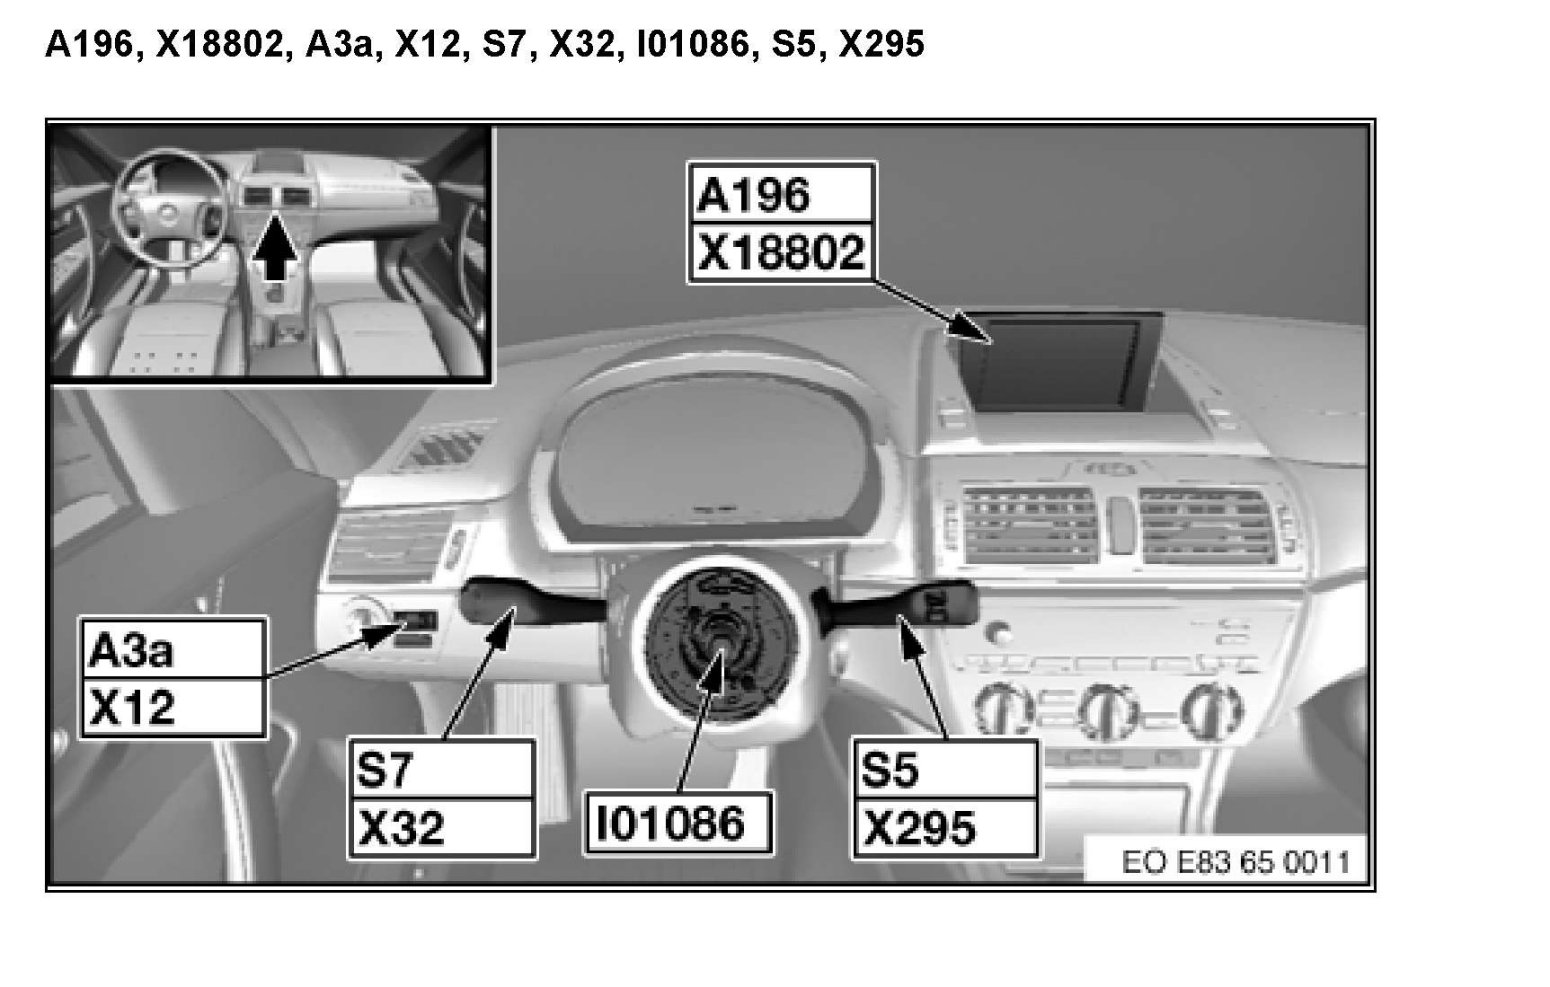 A196, X18802, A3a, X12, S7, X32, I01086, S5, X295
A196
X18802
A3a
X12
S7
X32
I01086
S5
X295
EO E83 65 0011